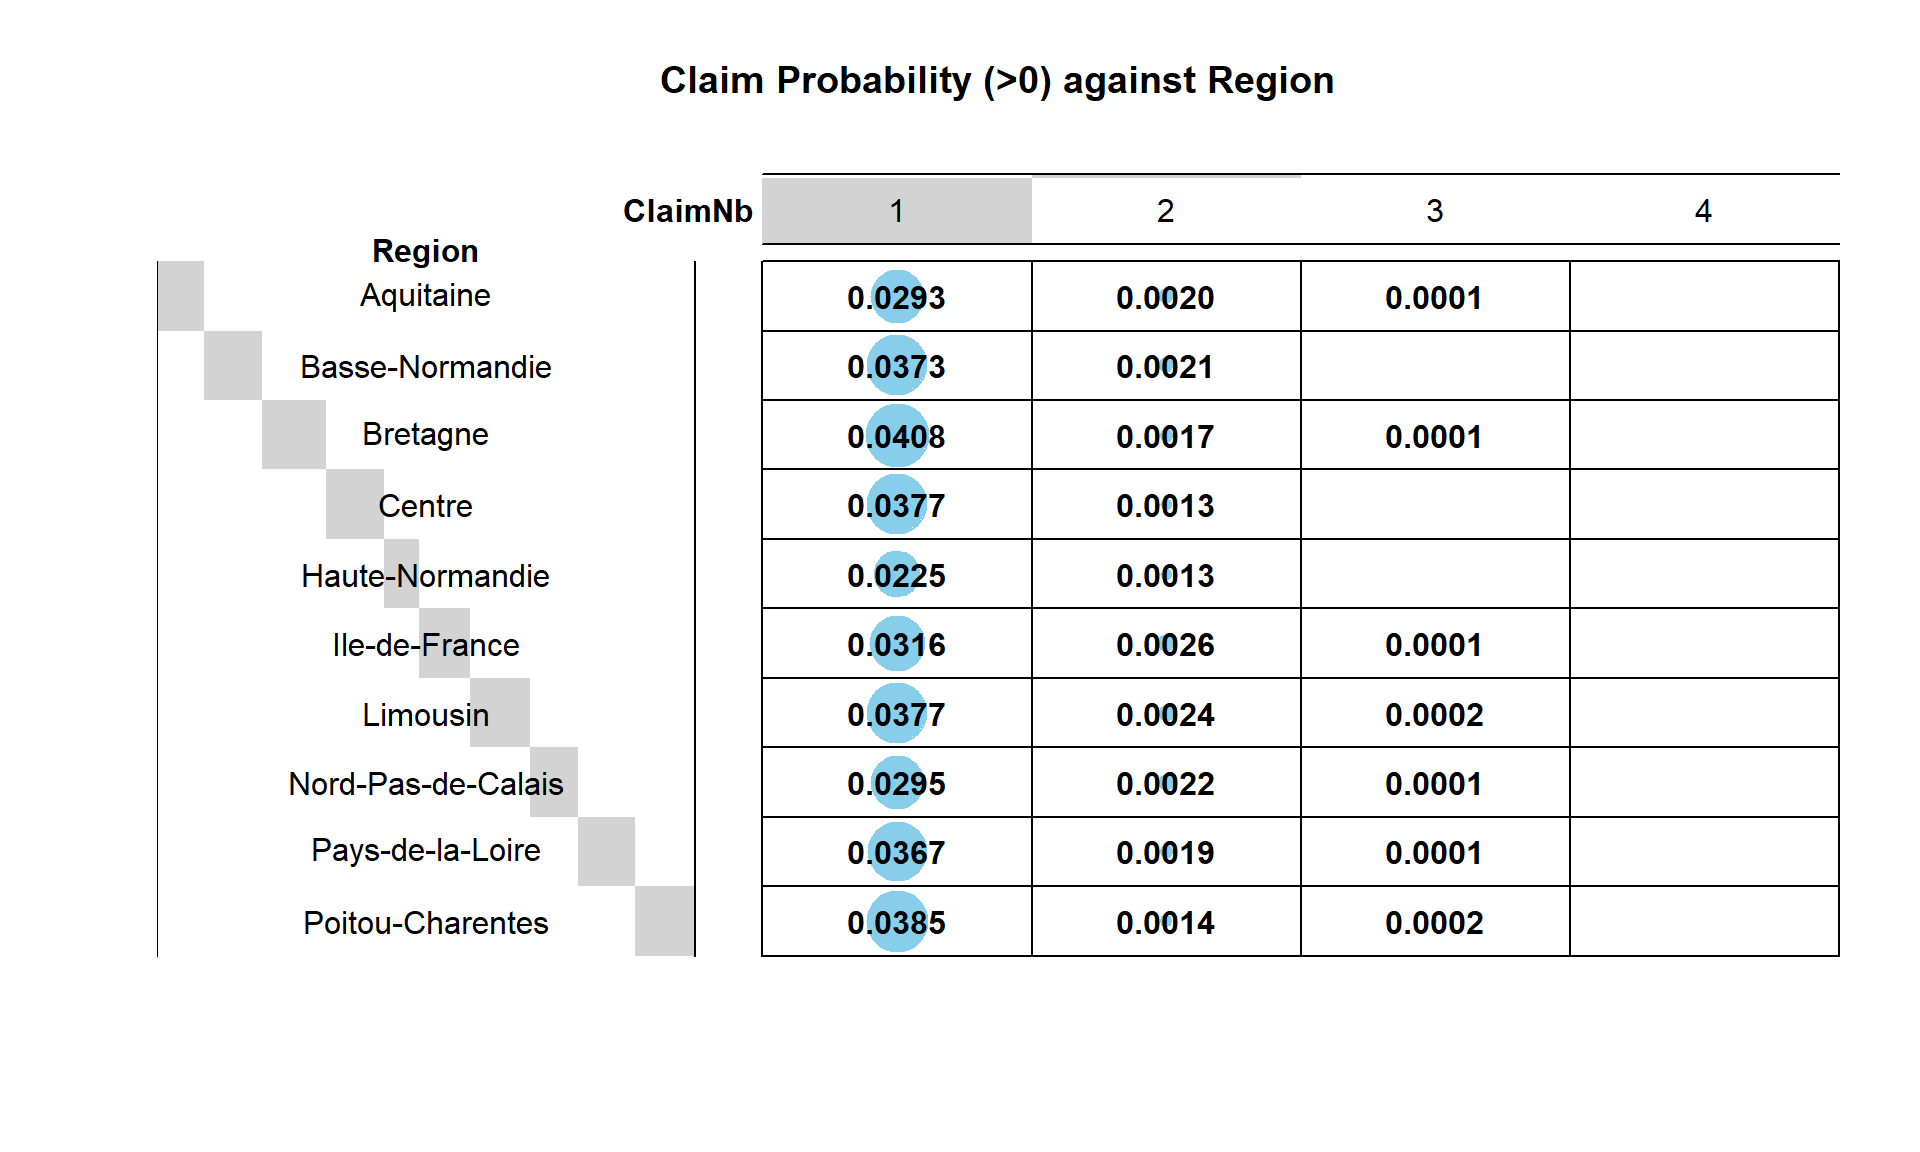 Claim Probability (>0) against Region
ClaimNb 1 2 3 4
Region
Aquitaine 0.0293 0.0020 0.0001
Basse-Normandie 0.0373 0.0021
Bretagne 0.0408 0.0017 0.0001
Centre 0.0377 0.0013
Haute-Normandie 0.0225 0.0013
Ile-de-France 0.0316 0.0026 0.0001
Limousin 0.0377 0.0024 0.0002
Nord-Pas-de-Calais 0.0295 0.0022 0.0001
Pays-de-la-Loire 0.0367 0.0019 0.0001
Poitou-Charentes 0.0385 0.0014 0.0002